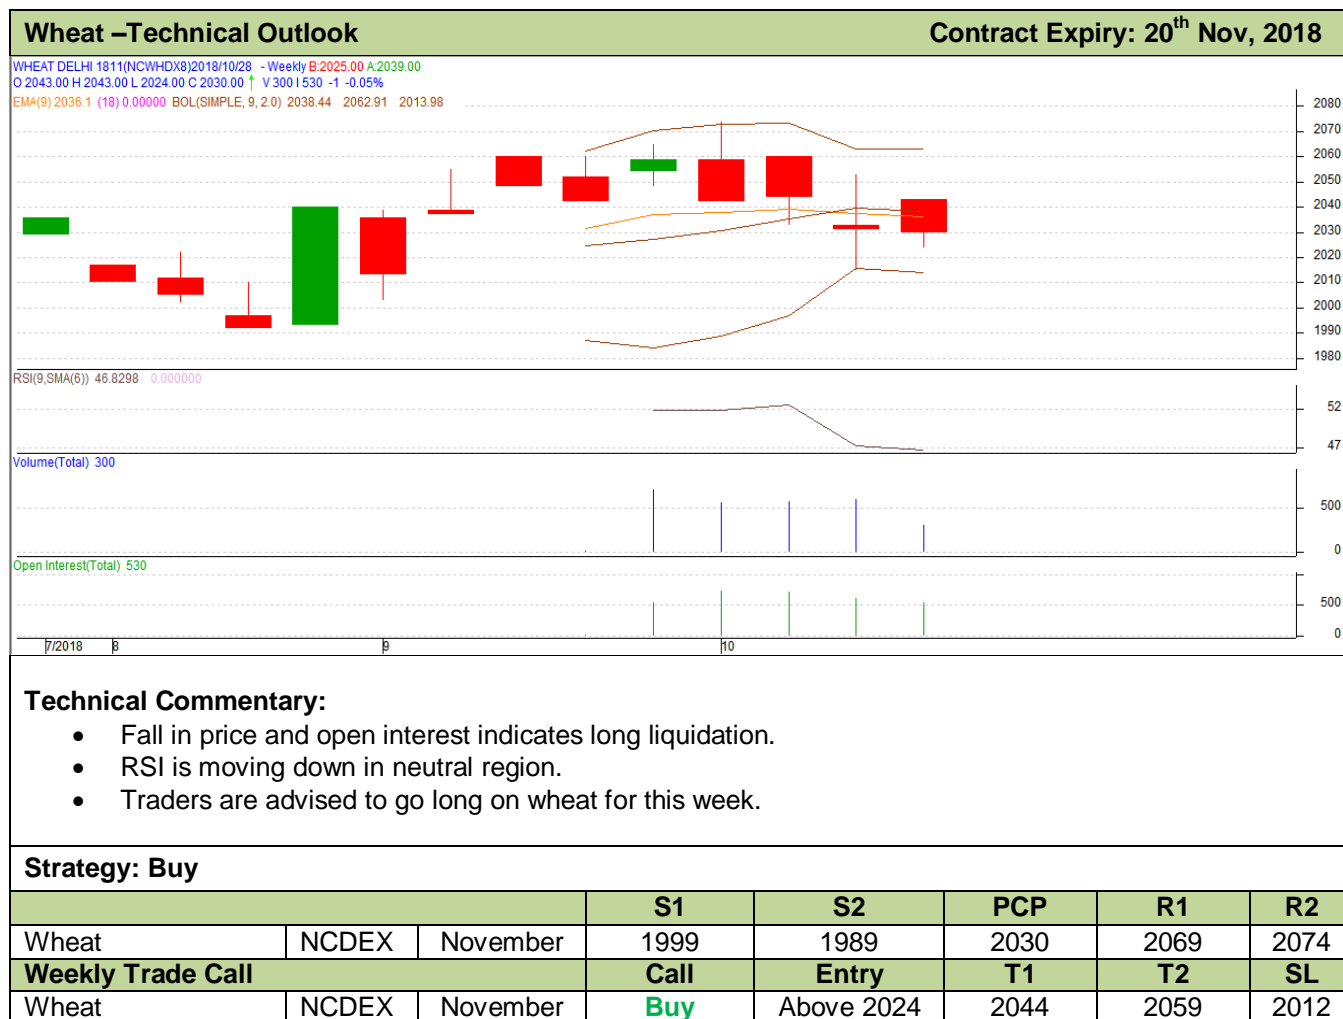 Wheat –Technical Outlook Contract Expiry: 20th Nov, 2018
WHEAT DELHI 1811(NCWHDX8)2018/10/28 - Weekly B:2025.00 A:2039.00
O 2043.00 H 2043.00 L 2024.00 C 2030.00 ↑ V 300 I 530 -1 -0.05%
EMA(9) 2036.1 (18) 0.00000 BOL(SIMPLE, 9, 2.0) 2038.44 2062.91 2013.98
2080
2070
2060
2050
2040
2030
2020
2010
2000
1990
1980
RSI(9,SMA(6)) 46.8298 0.000000
52
47
Volume(Total) 300
500
0
Open Interest(Total) 530
500
0
7/2018 8 9 10
Technical Commentary:
• Fall in price and open interest indicates long liquidation.
• RSI is moving down in neutral region.
• Traders are advised to go long on wheat for this week.
Strategy: Buy
S1 S2 PCP R1 R2
Wheat NCDEX November 1999 1989 2030 2069 2074
Weekly Trade Call Call Entry T1 T2 SL
Wheat NCDEX November Buy Above 2024 2044 2059 2012